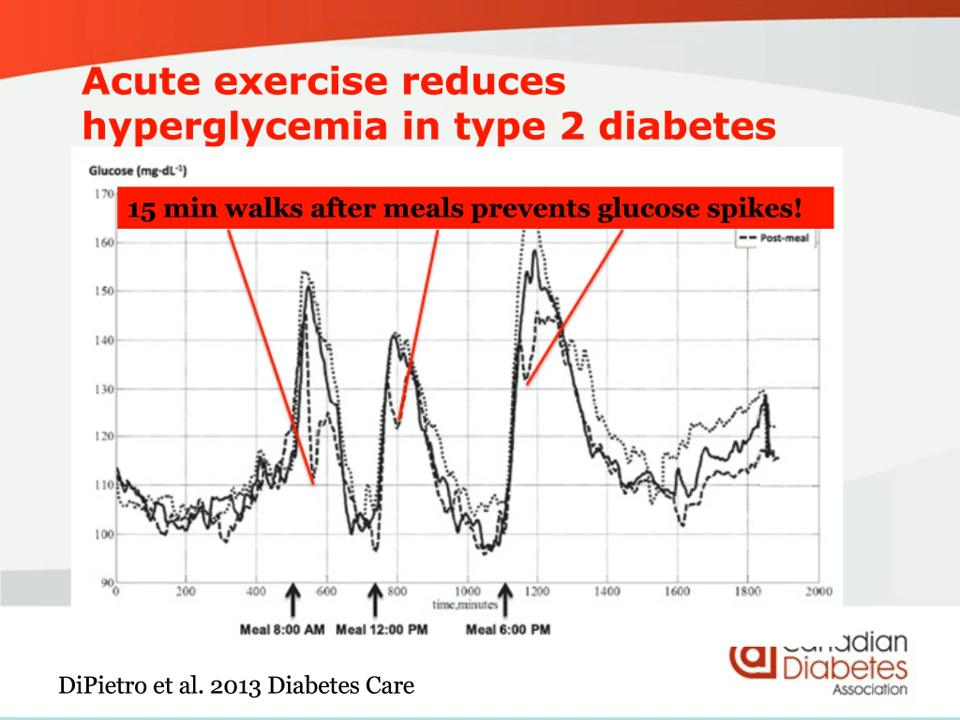 Acute exercise reduces
hyperglycemia in type 2 diabetes
Glucose (mg·dL⁻¹)
170
15 min walks after meals prevents glucose spikes!
160
Post-meal
150
140
130
120
110
100
90
0 200 400 600 800 1000 1200 1400 1600 1800 2000
time,minutes
Meal 8:00 AM Meal 12:00 PM Meal 6:00 PM
Canadian
Diabetes
Association
DiPietro et al. 2013 Diabetes Care